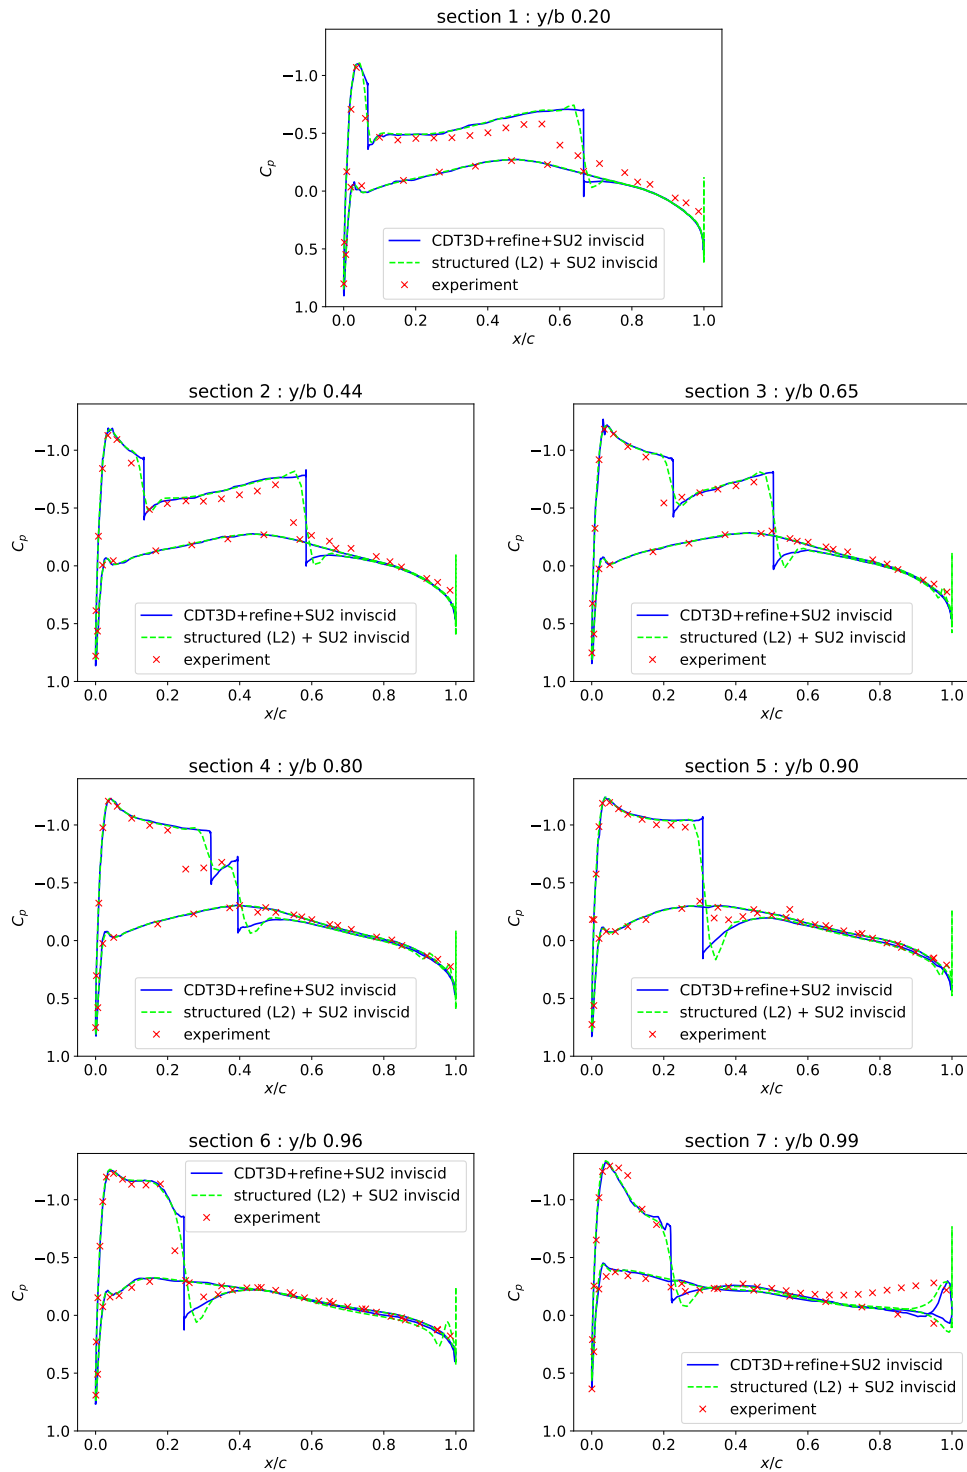 section 1 : y/b 0.20
−1.0
−0.5
0.0
0.5
1.0
Cp
CDT3D+refine+SU2 inviscid
structured (L2) + SU2 inviscid
experiment
0.0 0.2 0.4 0.6 0.8 1.0
x/c
section 2 : y/b 0.44
−1.0
−0.5
0.0
0.5
1.0
Cp
CDT3D+refine+SU2 inviscid
structured (L2) + SU2 inviscid
experiment
0.0 0.2 0.4 0.6 0.8 1.0
x/c
section 3 : y/b 0.65
−1.0
−0.5
0.0
0.5
1.0
Cp
CDT3D+refine+SU2 inviscid
structured (L2) + SU2 inviscid
experiment
0.0 0.2 0.4 0.6 0.8 1.0
x/c
section 4 : y/b 0.80
−1.0
−0.5
0.0
0.5
1.0
Cp
CDT3D+refine+SU2 inviscid
structured (L2) + SU2 inviscid
experiment
0.0 0.2 0.4 0.6 0.8 1.0
x/c
section 5 : y/b 0.90
−1.0
−0.5
0.0
0.5
1.0
Cp
CDT3D+refine+SU2 inviscid
structured (L2) + SU2 inviscid
experiment
0.0 0.2 0.4 0.6 0.8 1.0
x/c
section 6 : y/b 0.96
CDT3D+refine+SU2 inviscid
structured (L2) + SU2 inviscid
experiment
−1.0
−0.5
0.0
0.5
1.0
Cp
0.0 0.2 0.4 0.6 0.8 1.0
x/c
section 7 : y/b 0.99
−1.0
−0.5
0.0
0.5
1.0
Cp
CDT3D+refine+SU2 inviscid
structured (L2) + SU2 inviscid
experiment
0.0 0.2 0.4 0.6 0.8 1.0
x/c